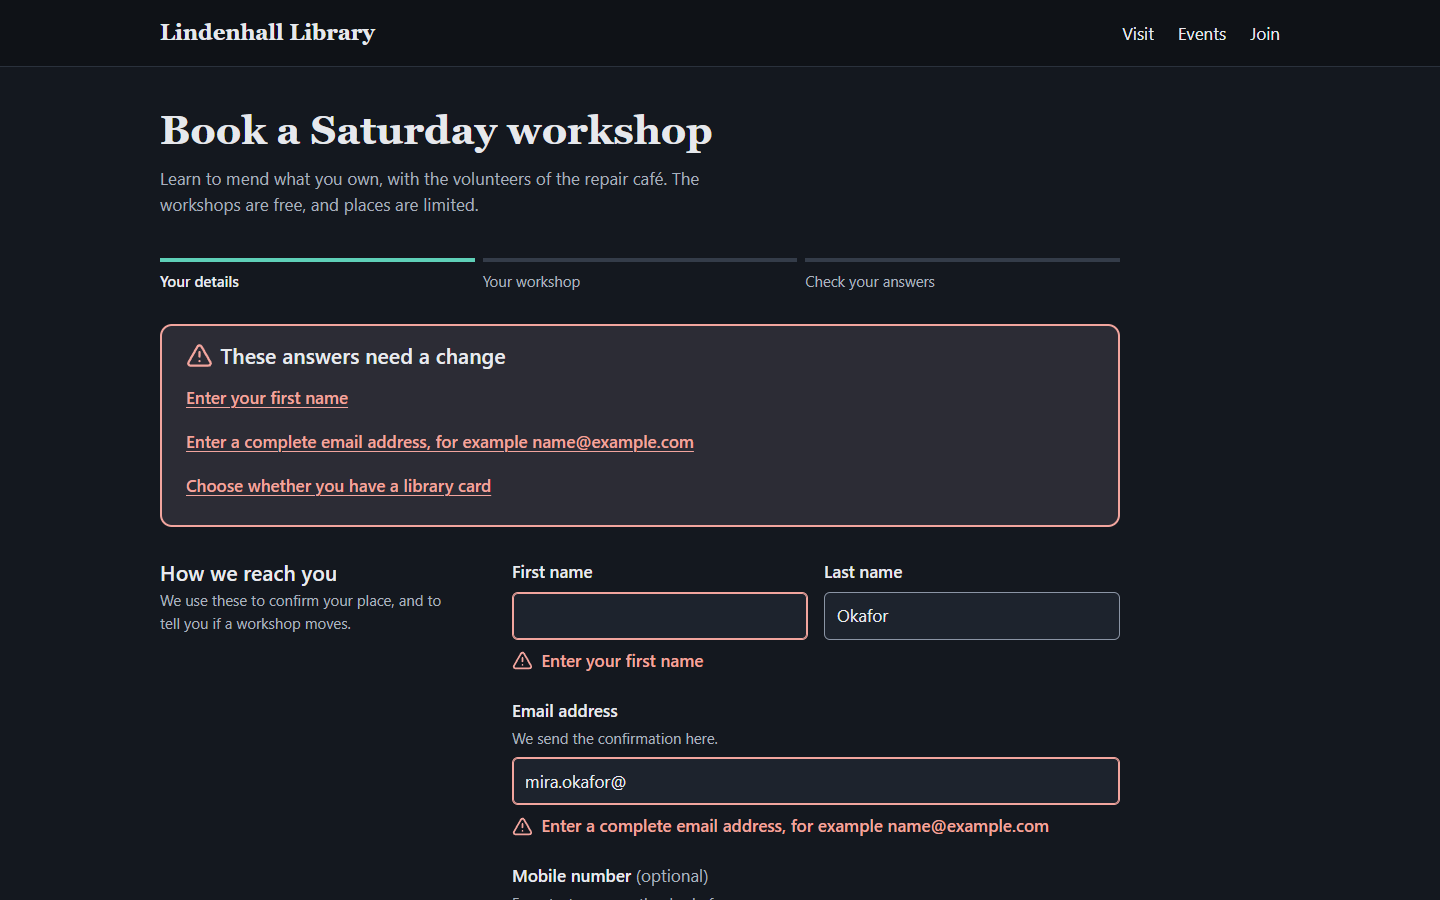 Lindenhall Library
Visit Events Join
Book a Saturday workshop
Learn to mend what you own, with the volunteers of the repair café. The
workshops are free, and places are limited.
Your details
Your workshop
Check your answers
These answers need a change
Enter your first name
Enter a complete email address, for example name@example.com
Choose whether you have a library card
How we reach you
We use these to confirm your place, and to
tell you if a workshop moves.
First name
Last name
Okafor
Enter your first name
Email address
We send the confirmation here.
mira.okafor@
Enter a complete email address, for example name@example.com
Mobile number (optional)